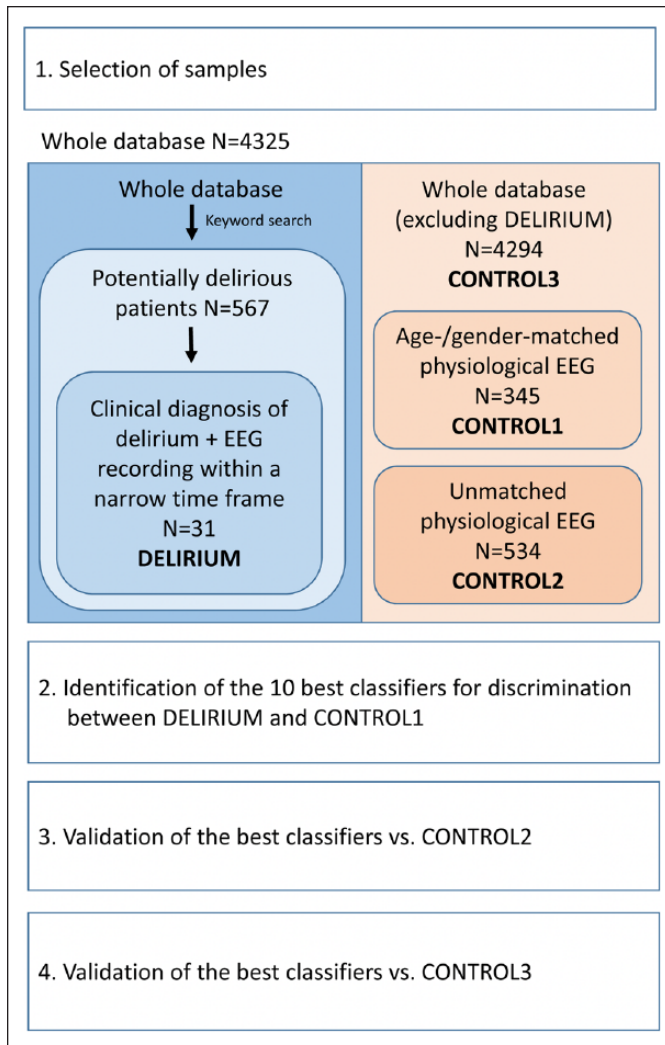 1. Selection of samples
Whole database N=4325
Whole database
Keyword search
Potentially delirious
patients N=567
Clinical diagnosis of
delirium + EEG
recording within a
narrow time frame
N=31
DELIRIUM
Whole database
(excluding DELIRIUM)
N=4294
CONTROL3
Age-/gender-matched
physiological EEG
N=345
CONTROL1
Unmatched
physiological EEG
N=534
CONTROL2
2. Identification of the 10 best classifiers for discrimination
between DELIRIUM and CONTROL1
3. Validation of the best classifiers vs. CONTROL2
4. Validation of the best classifiers vs. CONTROL3